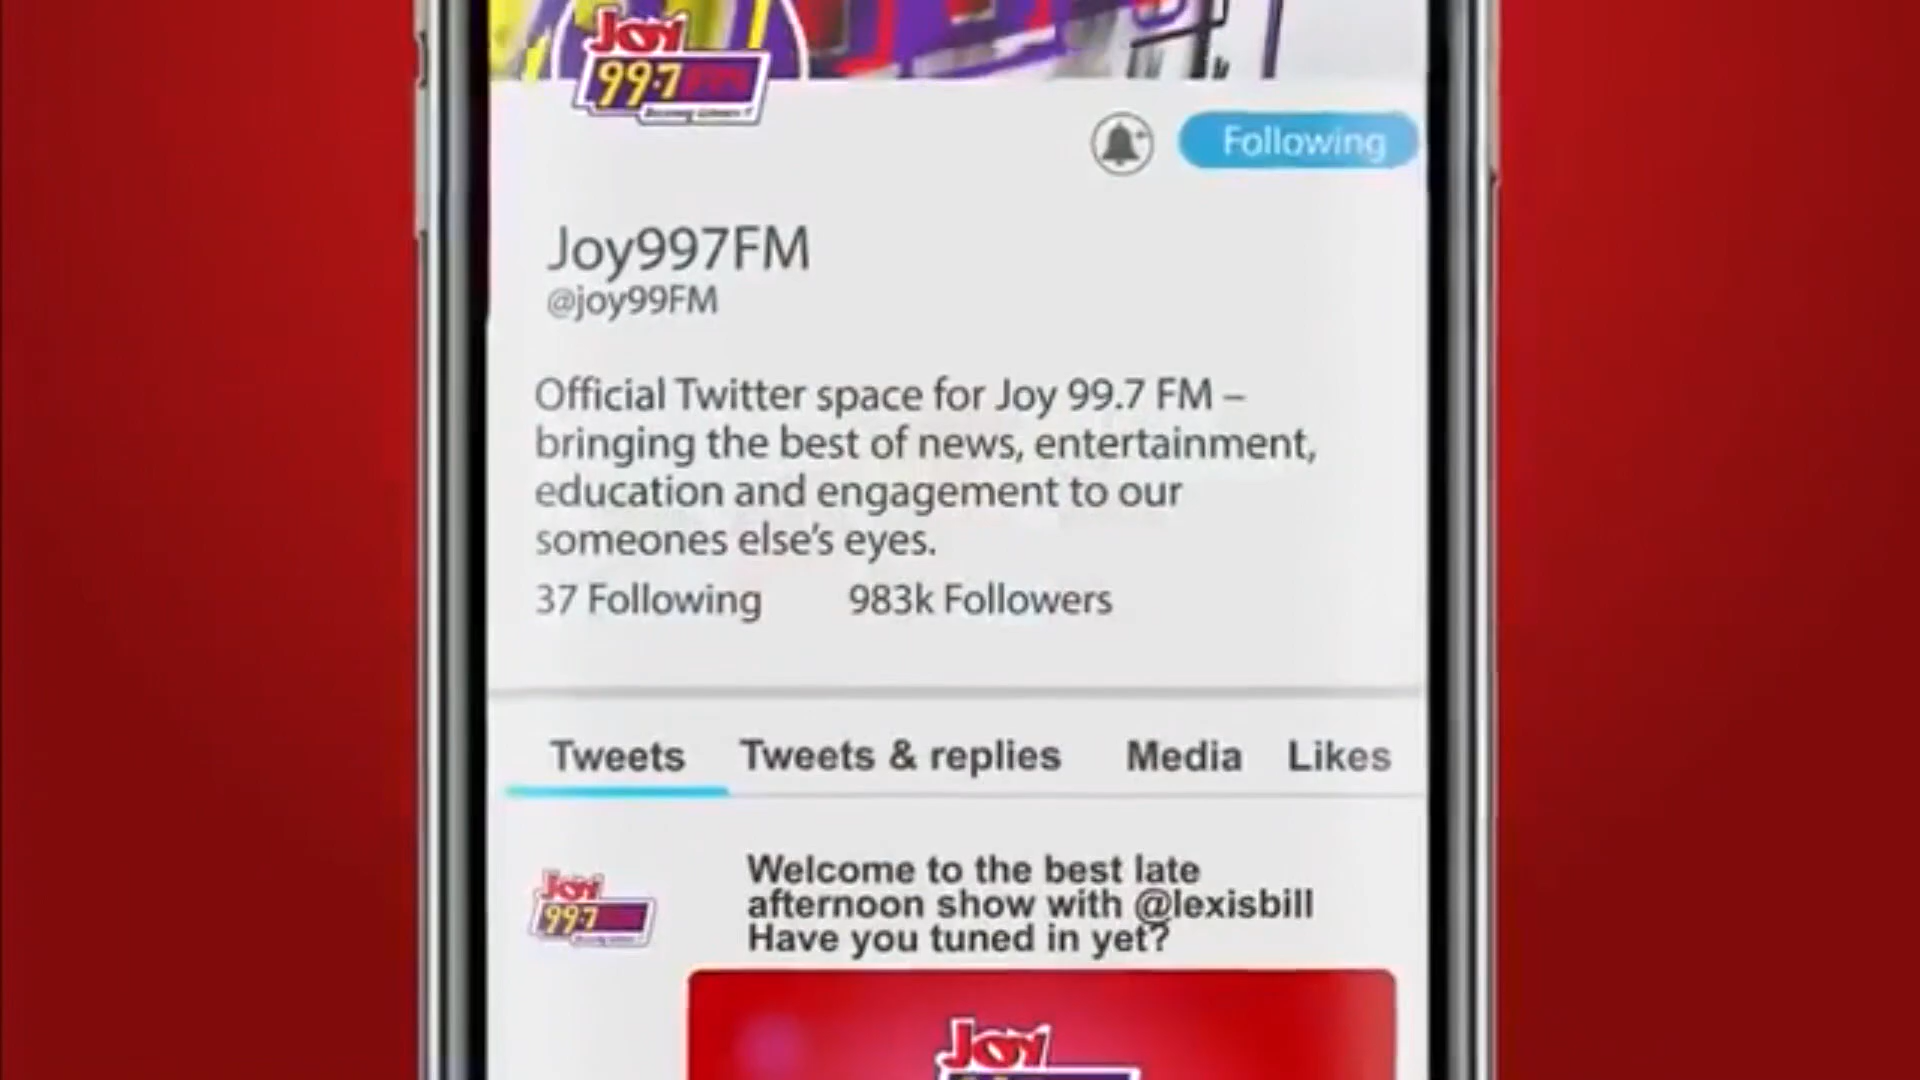 Joy
99.7 FM
Following
Joy997FM
@joy99FM
Official Twitter space for Joy 99.7 FM –
bringing the best of news, entertainment,
education and engagement to our
someones else's eyes.
37 Following 983k Followers
Tweets Tweets & replies Media Likes
Joy
99.7
Welcome to the best late
afternoon show with @lexisbill
Have you tuned in yet?
Joy